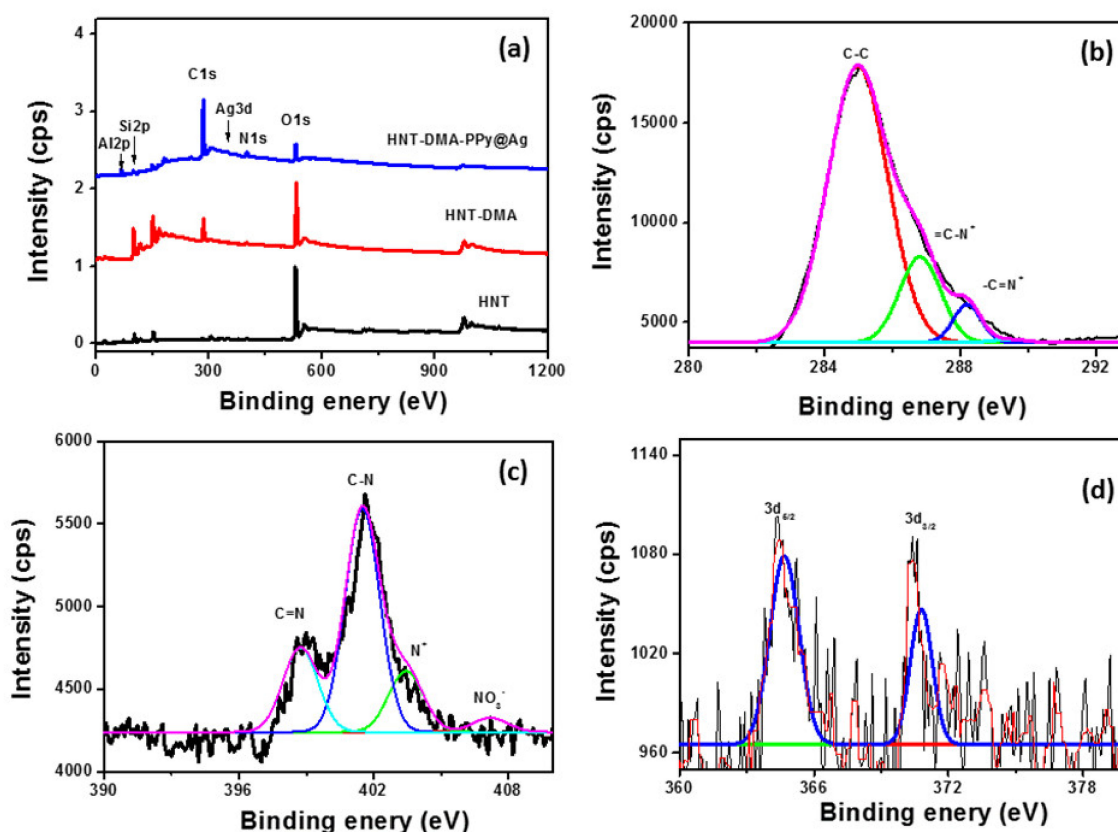 (a)
4
3
2
1
0
Intensity (cps)
C1s
Ag3d
Si2p
Al2p
N1s
O1s
HNT-DMA-PPy@Ag
HNT-DMA
HNT
0 300 600 900 1200
Binding enery (eV)
(b)
20000
15000
10000
5000
Intensity (cps)
C-C
=C-N⁺
-C=N⁺
280 284 288 292
Binding enery (eV)
(c)
6000
5500
5000
4500
4000
Intensity (cps)
C-N
C=N
N⁺
NO₃⁻
390 396 402 408
Binding enery (eV)
(d)
1140
1080
1020
960
Intensity (cps)
3d₅/₂
3d₃/₂
360 366 372 378
Binding enery (eV)